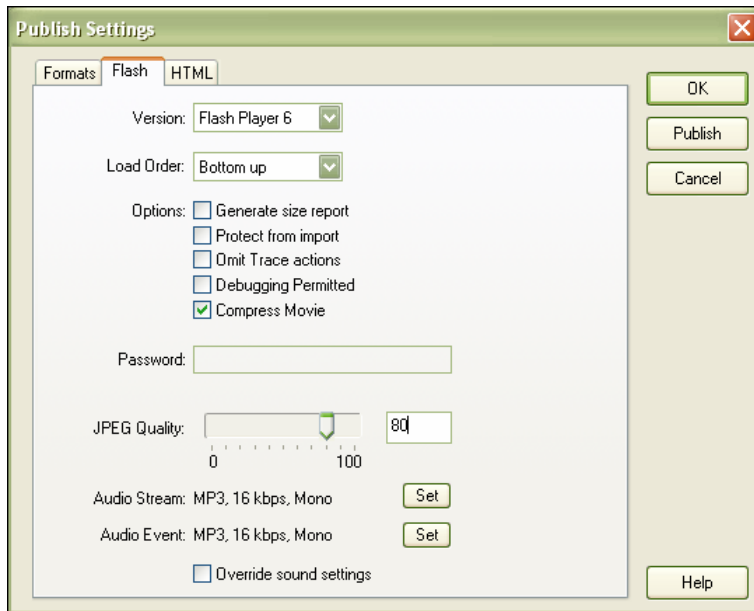 Publish Settings
Formats Flash HTML
OK
Publish
Cancel
Version: Flash Player 6
Load Order: Bottom up
Options: Generate size report
Protect from import
Omit Trace actions
Debugging Permitted
Compress Movie
Password:
JPEG Quality: 80
0 100
Audio Stream: MP3, 16 kbps, Mono Set
Audio Event: MP3, 16 kbps, Mono Set
Override sound settings
Help